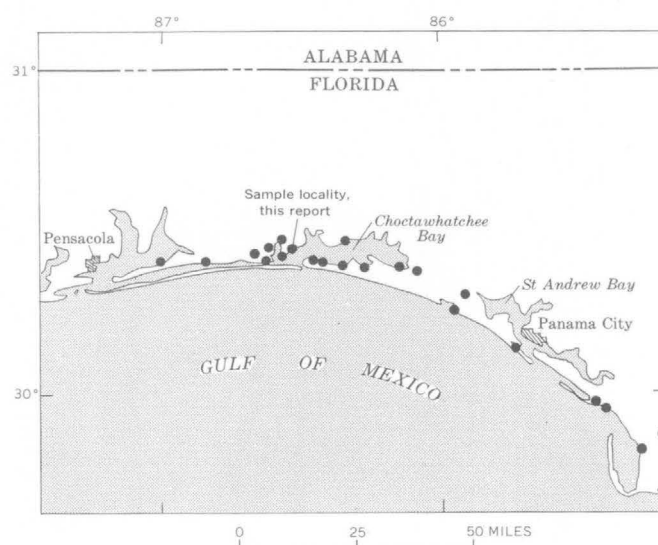 87° 86°
31° ALABAMA
FLORIDA
Sample locality,
this report
Choctawhatchee
Bay
Pensacola
St Andrew Bay
Panama City
GULF OF MEXICO
30°
0 25 50 MILES